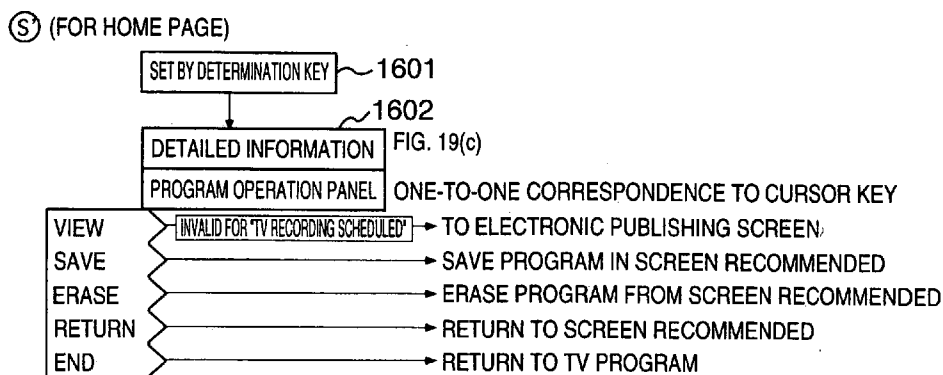 S' (FOR HOME PAGE)
SET BY DETERMINATION KEY 1601
1602
DETAILED INFORMATION FIG. 19(c)
PROGRAM OPERATION PANEL ONE-TO-ONE CORRESPONDENCE TO CURSOR KEY
VIEW INVALID FOR "TV RECORDING SCHEDULED" TO ELECTRONIC PUBLISHING SCREEN
SAVE SAVE PROGRAM IN SCREEN RECOMMENDED
ERASE ERASE PROGRAM FROM SCREEN RECOMMENDED
RETURN RETURN TO SCREEN RECOMMENDED
END RETURN TO TV PROGRAM